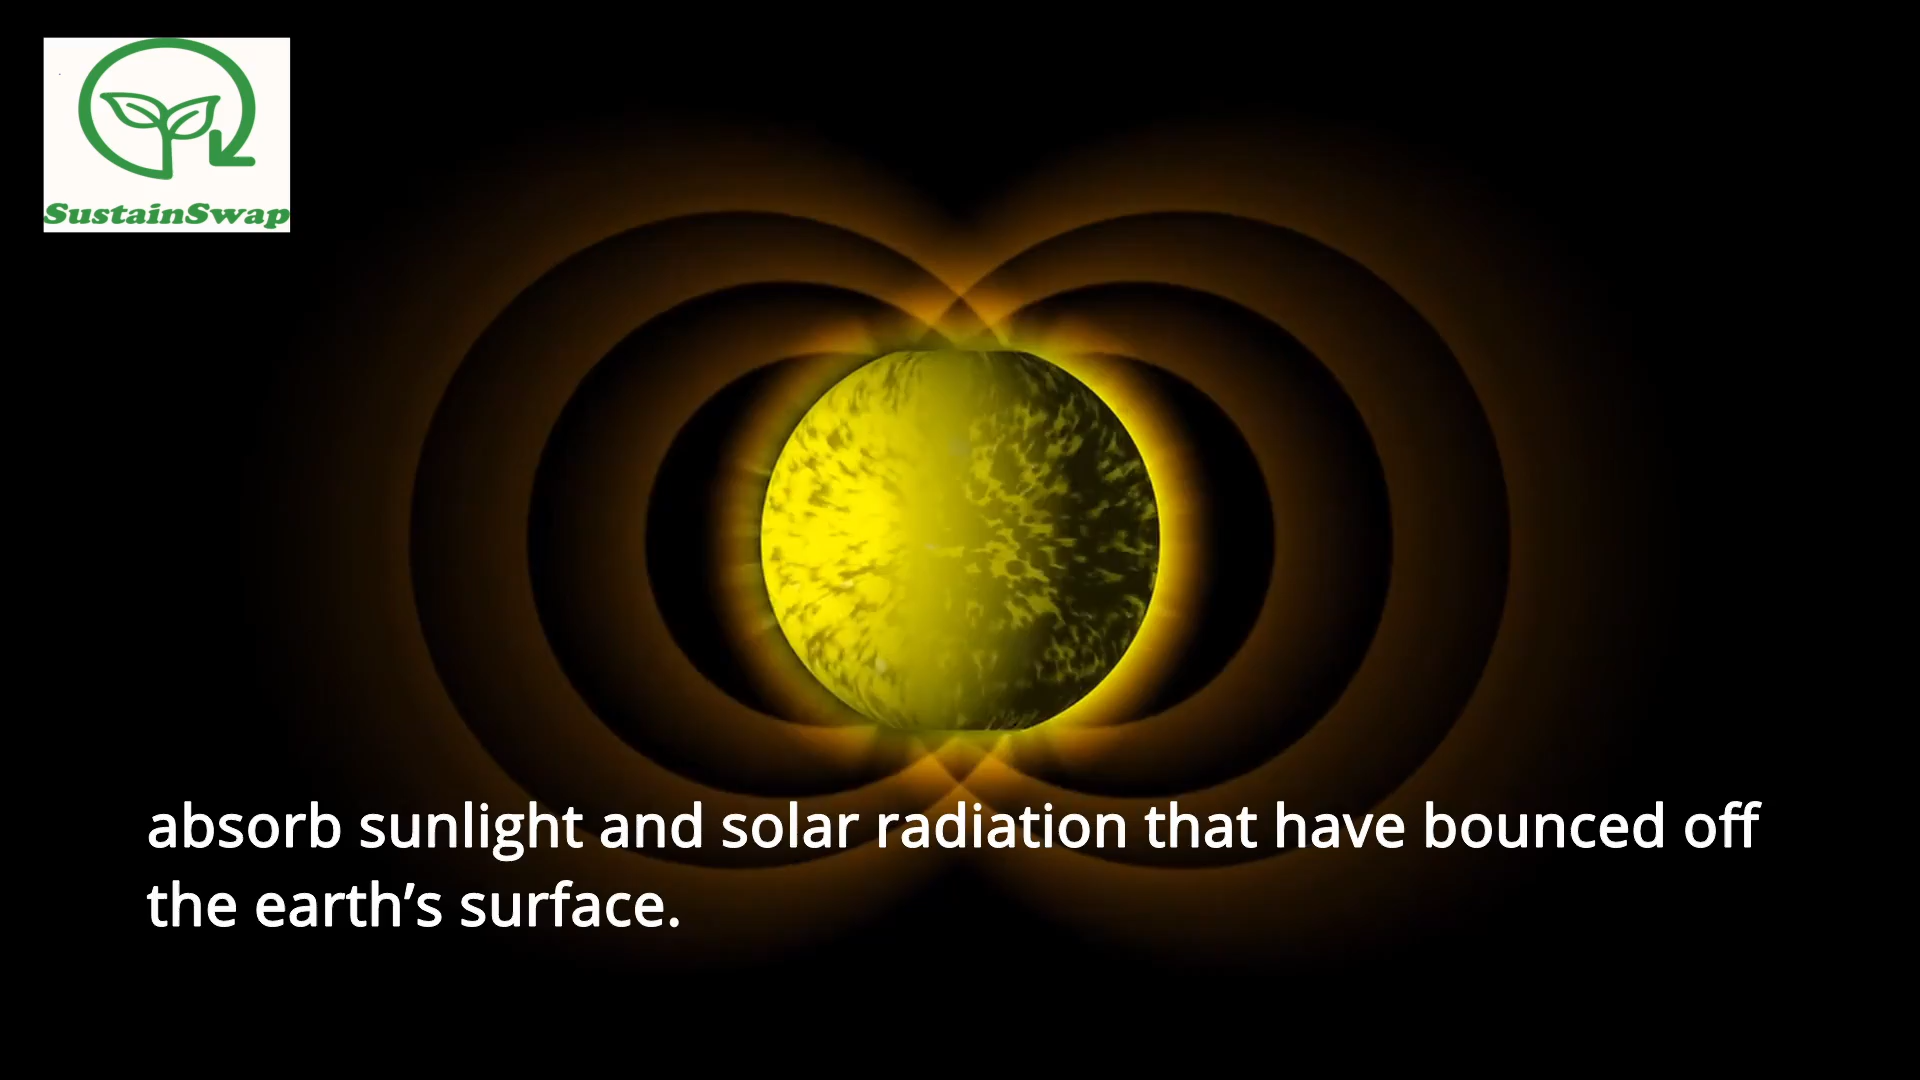 SustainSwap
absorb sunlight and solar radiation that have bounced off
the earth’s surface.